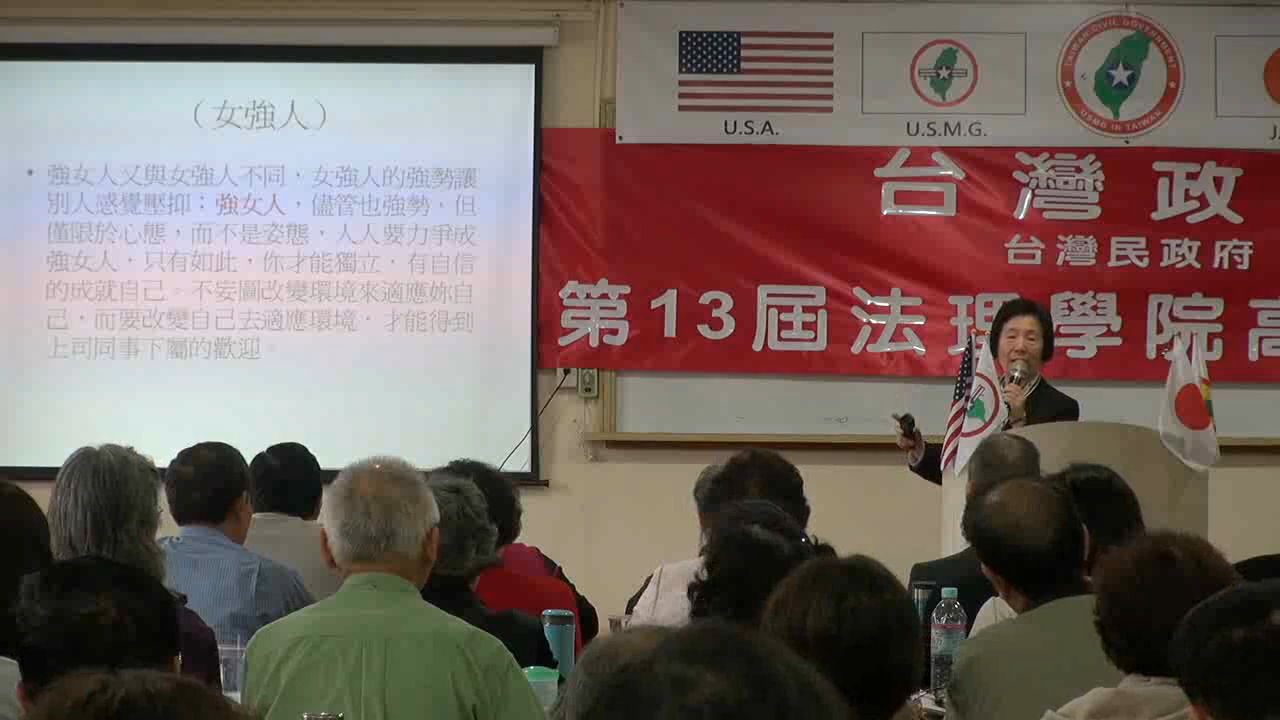 (女強人)
• 強女人又與女強人不同，女強人的強勢讓
別人感覺壓抑；強女人，儘管也強勢，但
僅限於心態，而不是姿態，人人要力爭成
強女人，只有如此，你才能獨立，有自信
的成就自己。不妄圖改變環境來適應妳自
己，而要改變自己去適應環境，才能得到
上司同事下屬的歡迎。
U.S.A.
U.S.M.G.
TAIWAN CIVIL GOVERNMENT
USMG IN TAIWAN
J
台灣政
台灣民政府
第13屆法理學院高